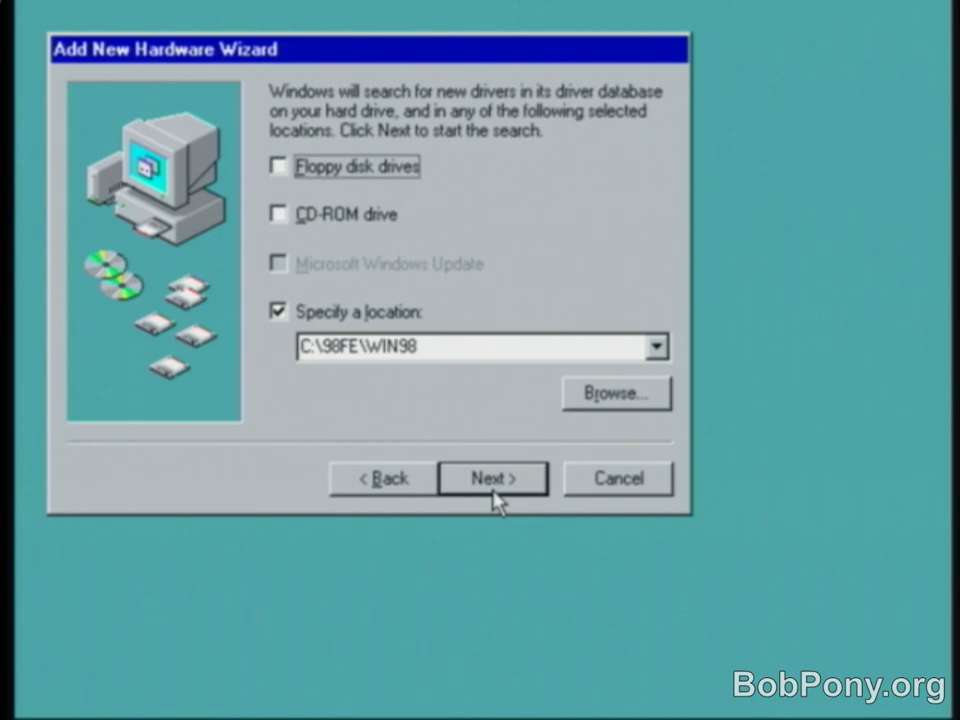 Add New Hardware Wizard
Windows will search for new drivers in its driver database
on your hard drive, and in any of the following selected
locations. Click Next to start the search.
Floppy disk drives
CD-ROM drive
Microsoft Windows Update
Specify a location:
C:\98FE\WIN98
Browse...
< Back
Next >
Cancel
BobPony.org